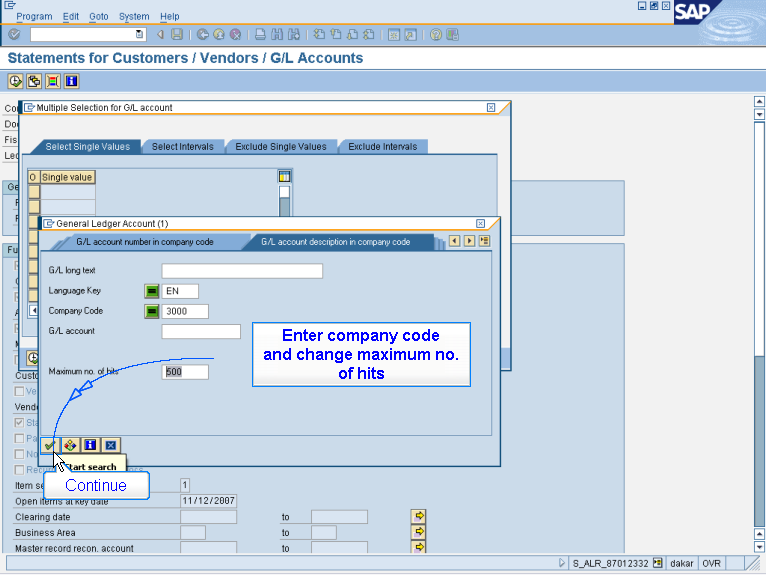 Program Edit Goto System Help
SAP
Statements for Customers / Vendors / G/L Accounts
Multiple Selection for G/L account
Select Single Values Select Intervals Exclude Single Values Exclude Intervals
O Single value
General Ledger Account (1)
G/L account number in company code G/L account description in company code
G/L long text
Language Key EN
Company Code 3000
G/L account
Enter company code
and change maximum no.
of hits
Maximum no. of hits 500
Start search
Continue
Item
1
Open items at key date 11/12/2007
Clearing date to
Business Area to
Master record recon. account to
S_ALR_87012332 dakar OVR